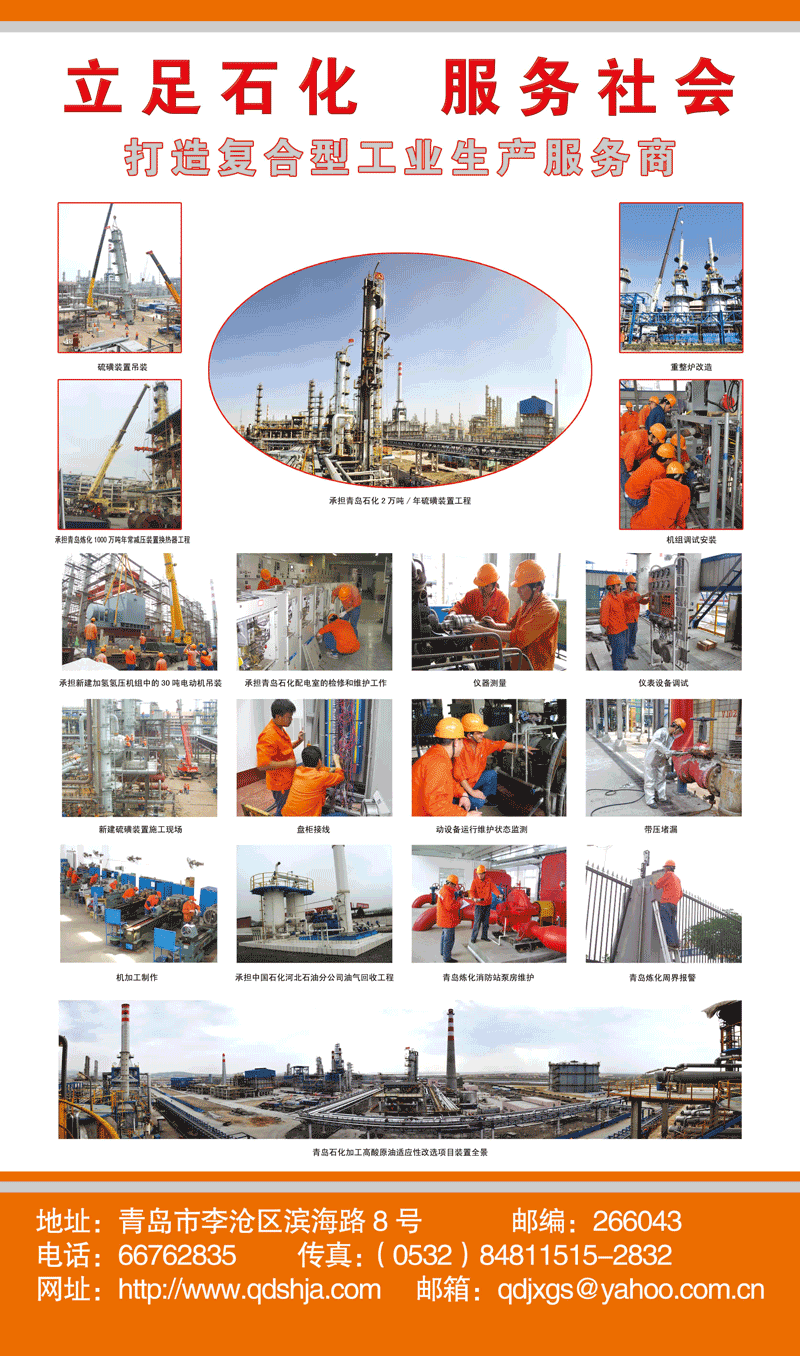 立足石化 服务社会
打造复合型工业生产服务商
硫磺装置吊装
重整炉改造
承担青岛石化2万吨/年硫磺装置工程
承担青岛炼化1000万吨年常减压装置换热器工程
机组调试安装
承担新建加氢氢压机组中的30吨电动机吊装
承担青岛石化配电室的检修和维护工作
仪器测量
仪表设备调试
新建硫磺装置施工现场
盘柜接线
动设备运行维护状态监测
带压堵漏
机加工制作
承担中国石化河北石油分公司油气回收工程
青岛炼化消防站泵房维护
青岛炼化周界报警
青岛石化加工高酸原油适应性改选项目装置全景
地址：青岛市李沧区滨海路8号 邮编：266043
电话：66762835 传真：（0532）84811515-2832
网址：http://www.qdshja.com 邮箱：qdjxgs@yahoo.com.cn